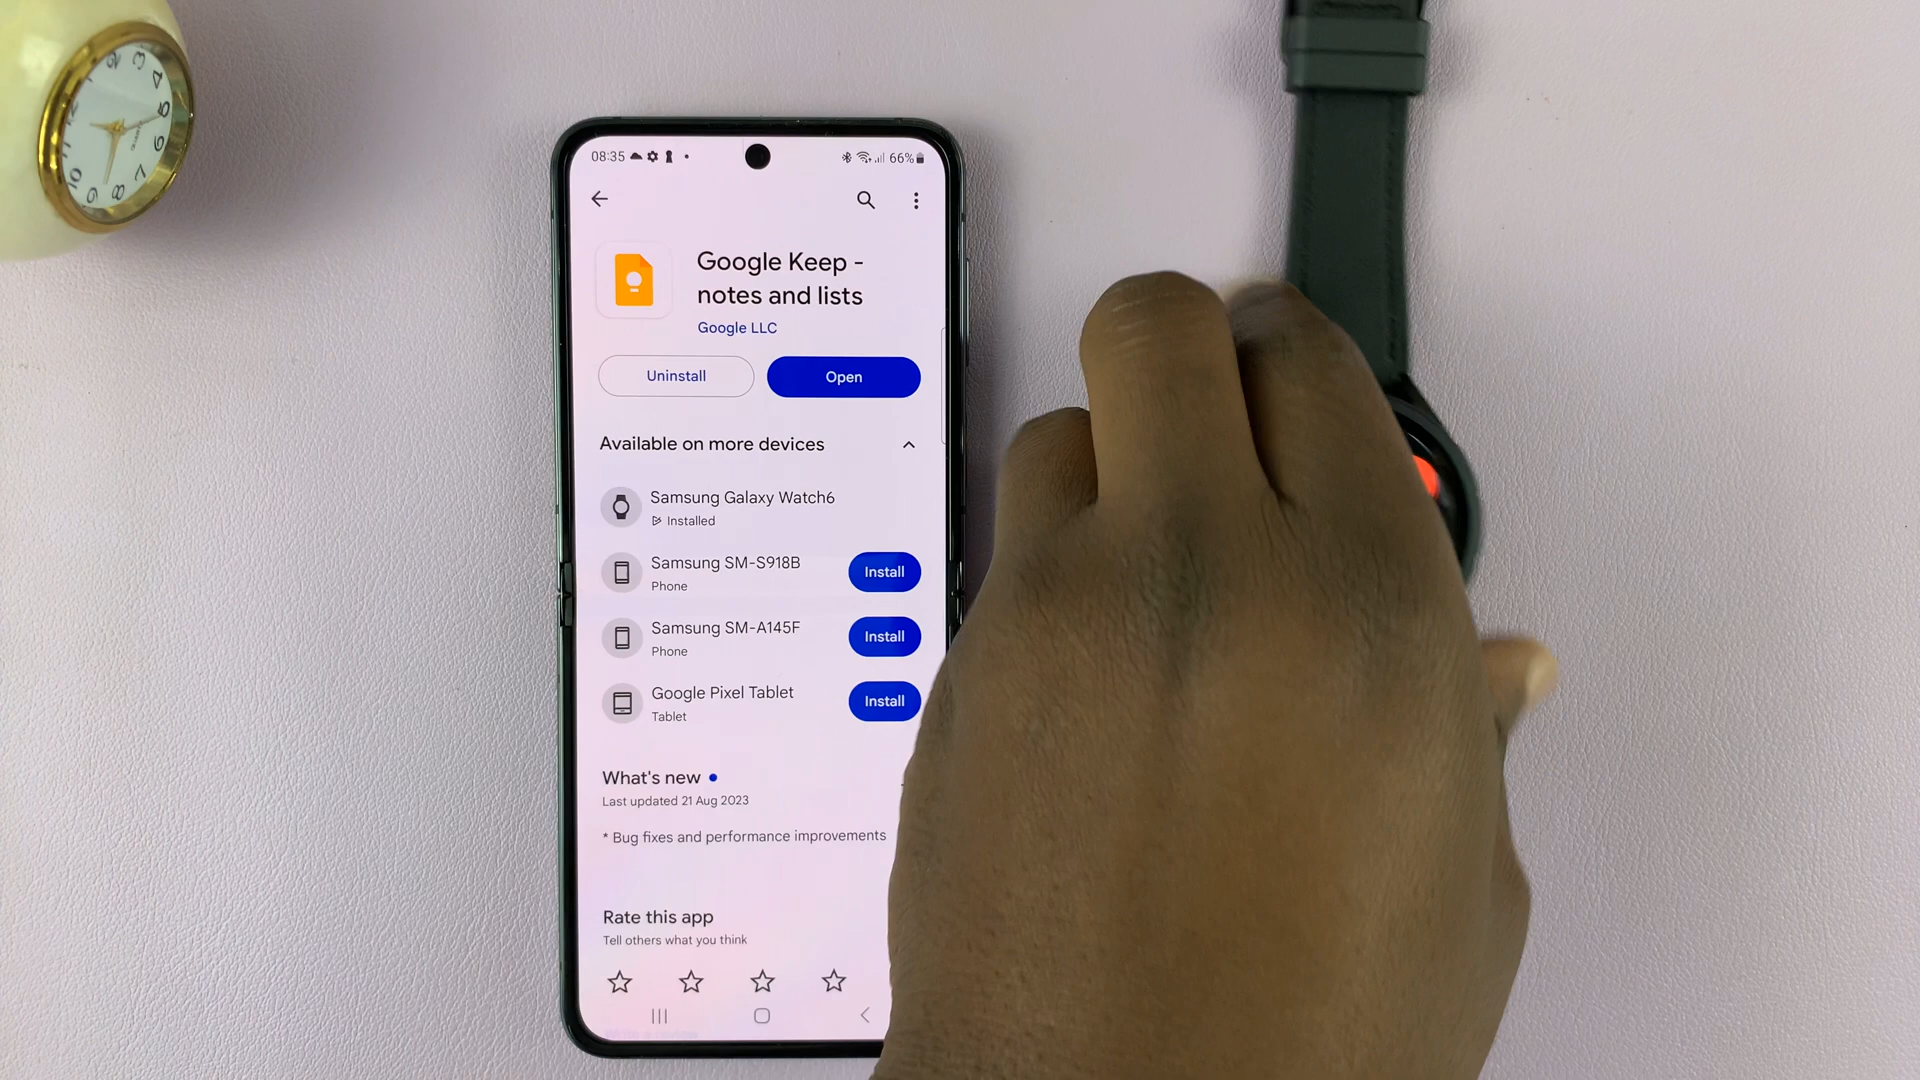 08:35
66%
Google Keep -
notes and lists
Google LLC
Uninstall
Open
Available on more devices
Samsung Galaxy Watch6
Installed
Samsung SM-S918B
Phone
Install
Samsung SM-A145F
Phone
Install
Google Pixel Tablet
Tablet
Install
What's new
Last updated 21 Aug 2023
* Bug fixes and performance improvements
Rate this app
Tell others what you think